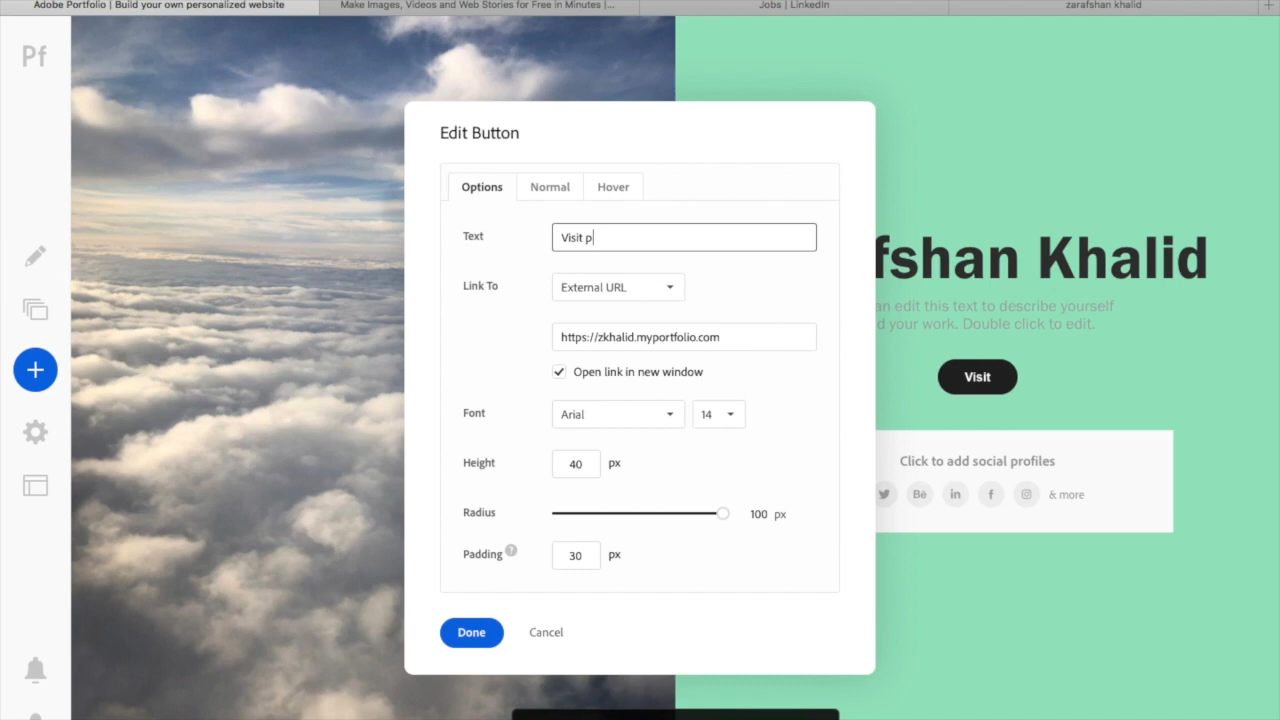 Adobe Portfolio | Build your own personalized website
Make Images, Videos and Web Stories for Free in Minutes |...
Jobs | LinkedIn
zarafshan khalid
Pf
Edit Button
Options
Normal
Hover
Text
Visit p
Link To
External URL
https://zkhalid.myportfolio.com
Open link in new window
Font
Arial
14
Height
40
px
Radius
100 px
Padding
?
30
px
Done
Cancel
fshan Khalid
an edit this text to describe yourself
d your work. Double click to edit.
Visit
Click to add social profiles
Bē
in
f
& more